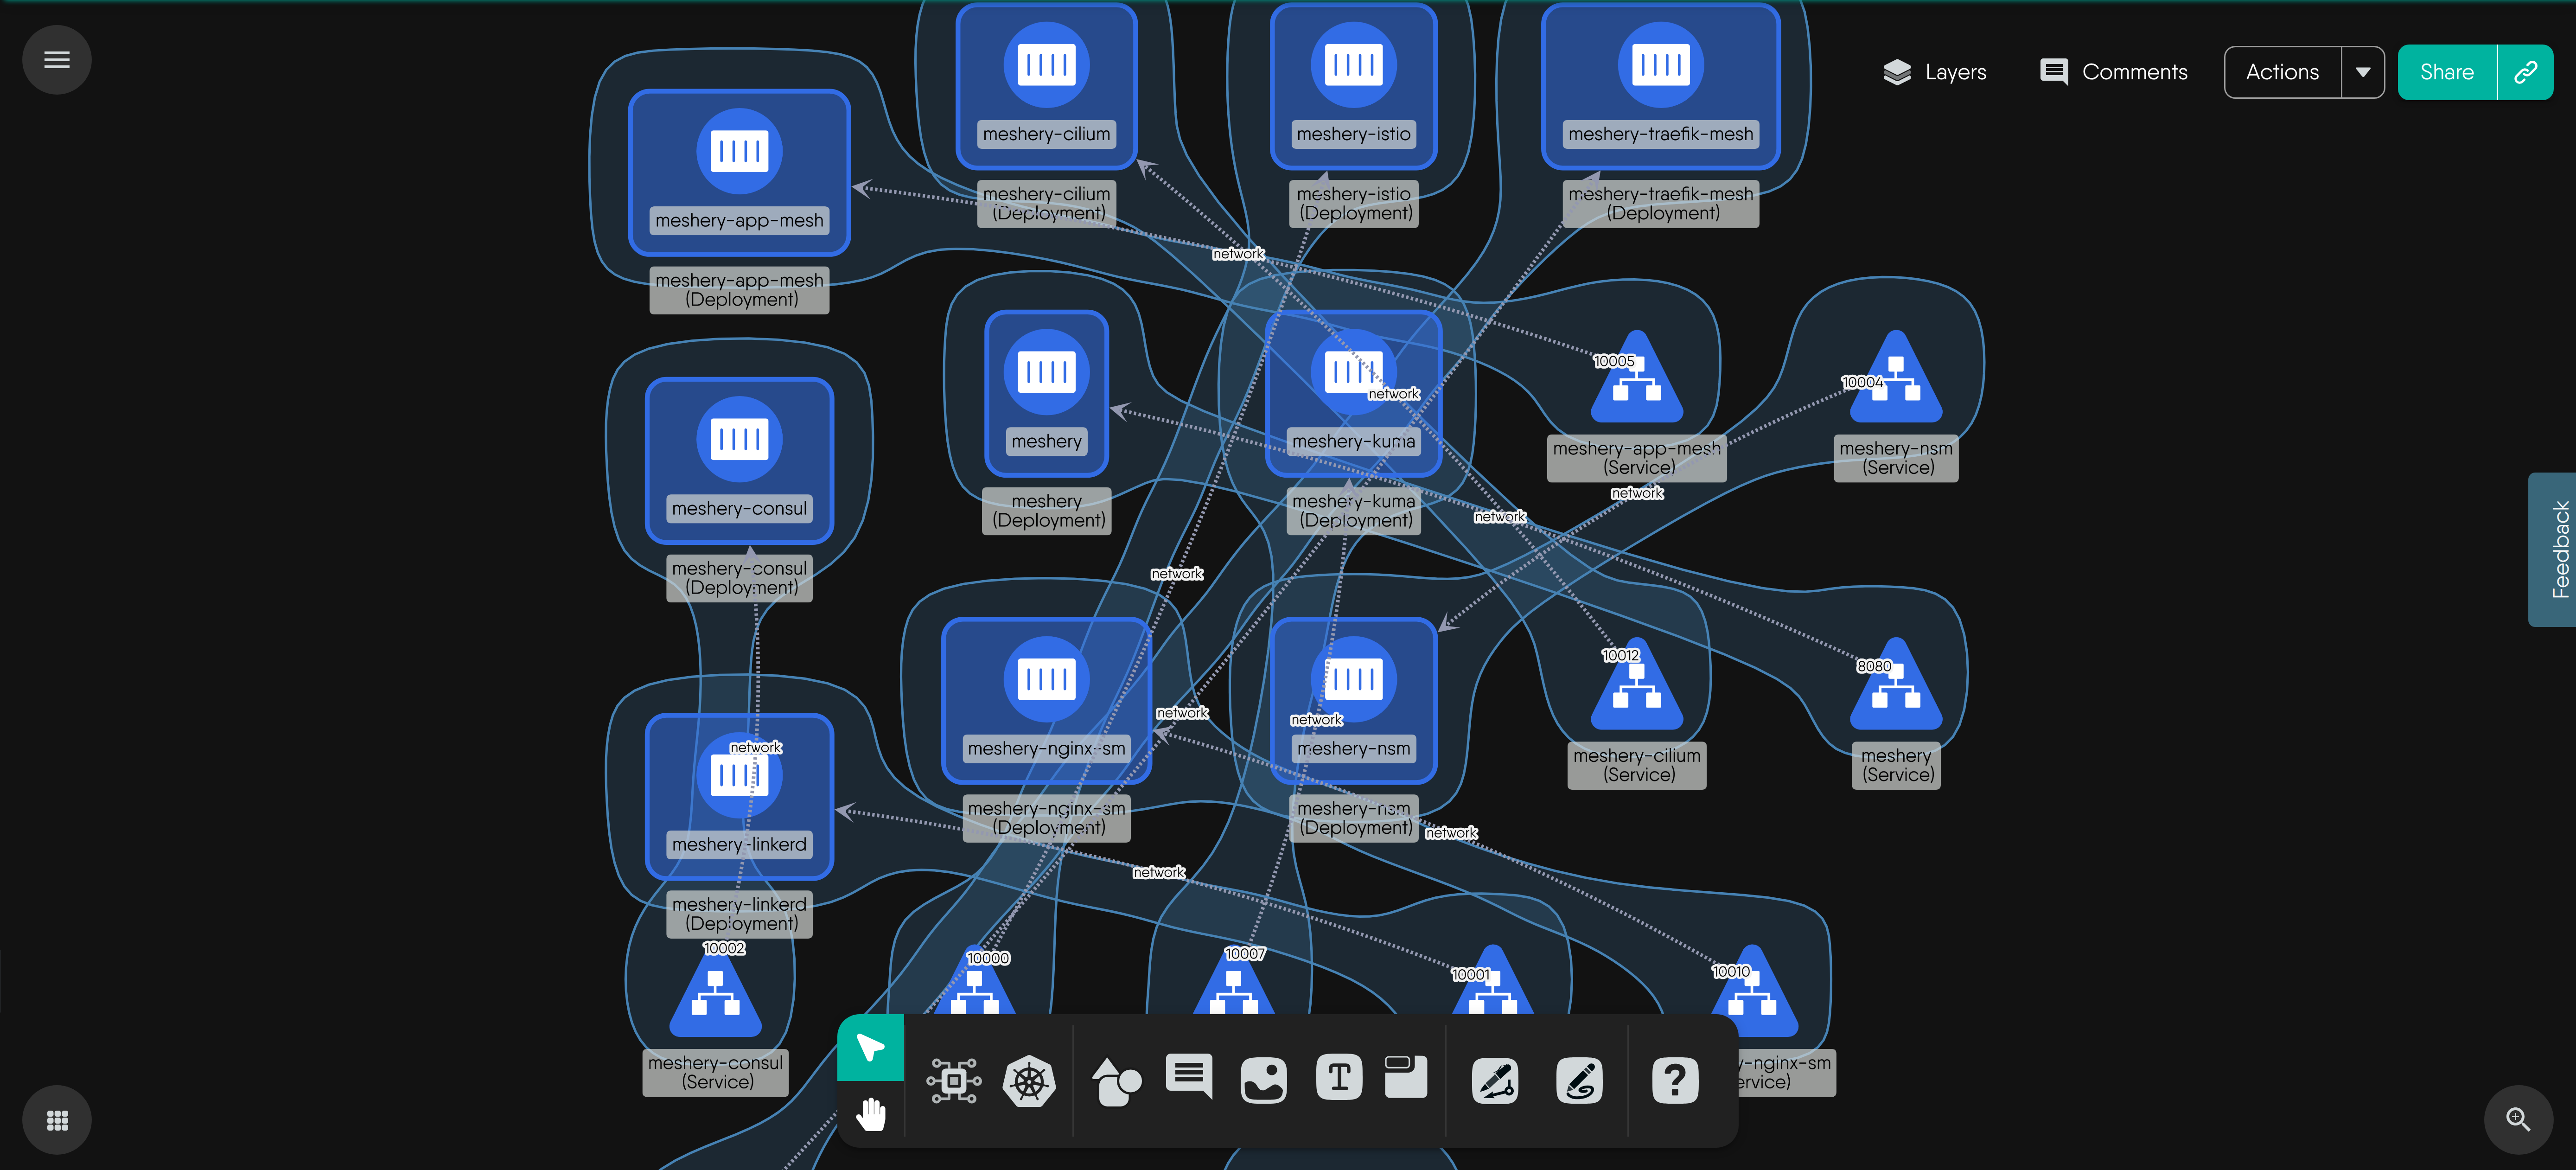 Layers
Comments
Actions
Share
meshery-cilium
meshery-cilium
(Deployment)
meshery-istio
meshery-istio
(Deployment)
meshery-traefik-mesh
meshery-traefik-mesh
(Deployment)
meshery-app-mesh
meshery-app-mesh
(Deployment)
network
meshery
meshery
(Deployment)
network
meshery-kuma
meshery-kuma
(Deployment)
10005
meshery-app-mesh
(Service)
10004
meshery-nsm
(Service)
network
network
meshery-consul
meshery-consul
(Deployment)
Feedback
network
meshery-nginx-sm
meshery-nginx-sm
(Deployment)
network
network
meshery-nsm
meshery-nsm
(Deployment)
10012
meshery-cilium
(Service)
8080
meshery
(Service)
network
meshery-linkerd
meshery-linkerd
(Deployment)
network
network
10002
meshery-consul
(Service)
10000
10007
10001
10010
y-nginx-sm
ervice)
T
?